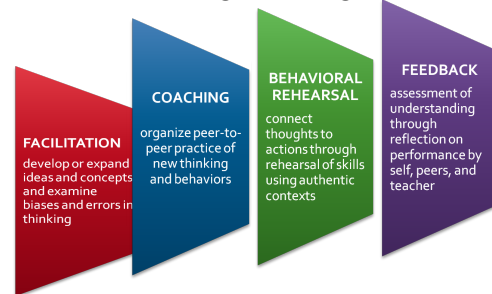 FACILITATION
develop or expand
ideas and concepts
and examine
biases and errors in
thinking
COACHING
organize peer-to-
peer practice of
new thinking
and behaviors
BEHAVIORAL
REHEARSAL
connect
thoughts to
actions through
rehearsal of skills
using authentic
contexts
FEEDBACK
assessment of
understanding
through
reflection on
performance by
self, peers, and
teacher